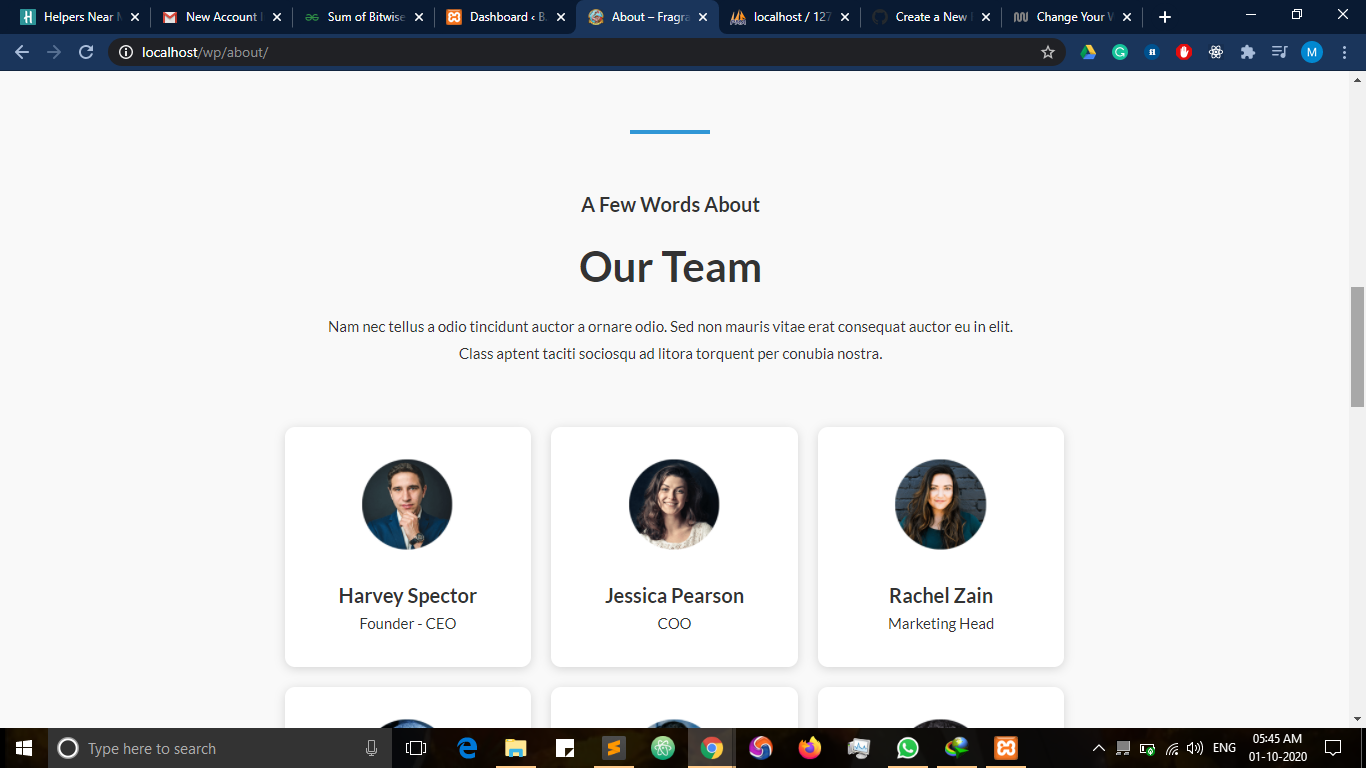 Helpers Near
New Account
Sum of Bitwise
Dashboard ‹ B
About – Fragra
localhost / 127
Create a New
Change Your
localhost/wp/about/
M
A Few Words About
Our Team
Nam nec tellus a odio tincidunt auctor a ornare odio. Sed non mauris vitae erat consequat auctor eu in elit.
Class aptent taciti sociosqu ad litora torquent per conubia nostra.
Harvey Spector
Founder - CEO
Jessica Pearson
COO
Rachel Zain
Marketing Head
Type here to search
ENG
05:45 AM
01-10-2020